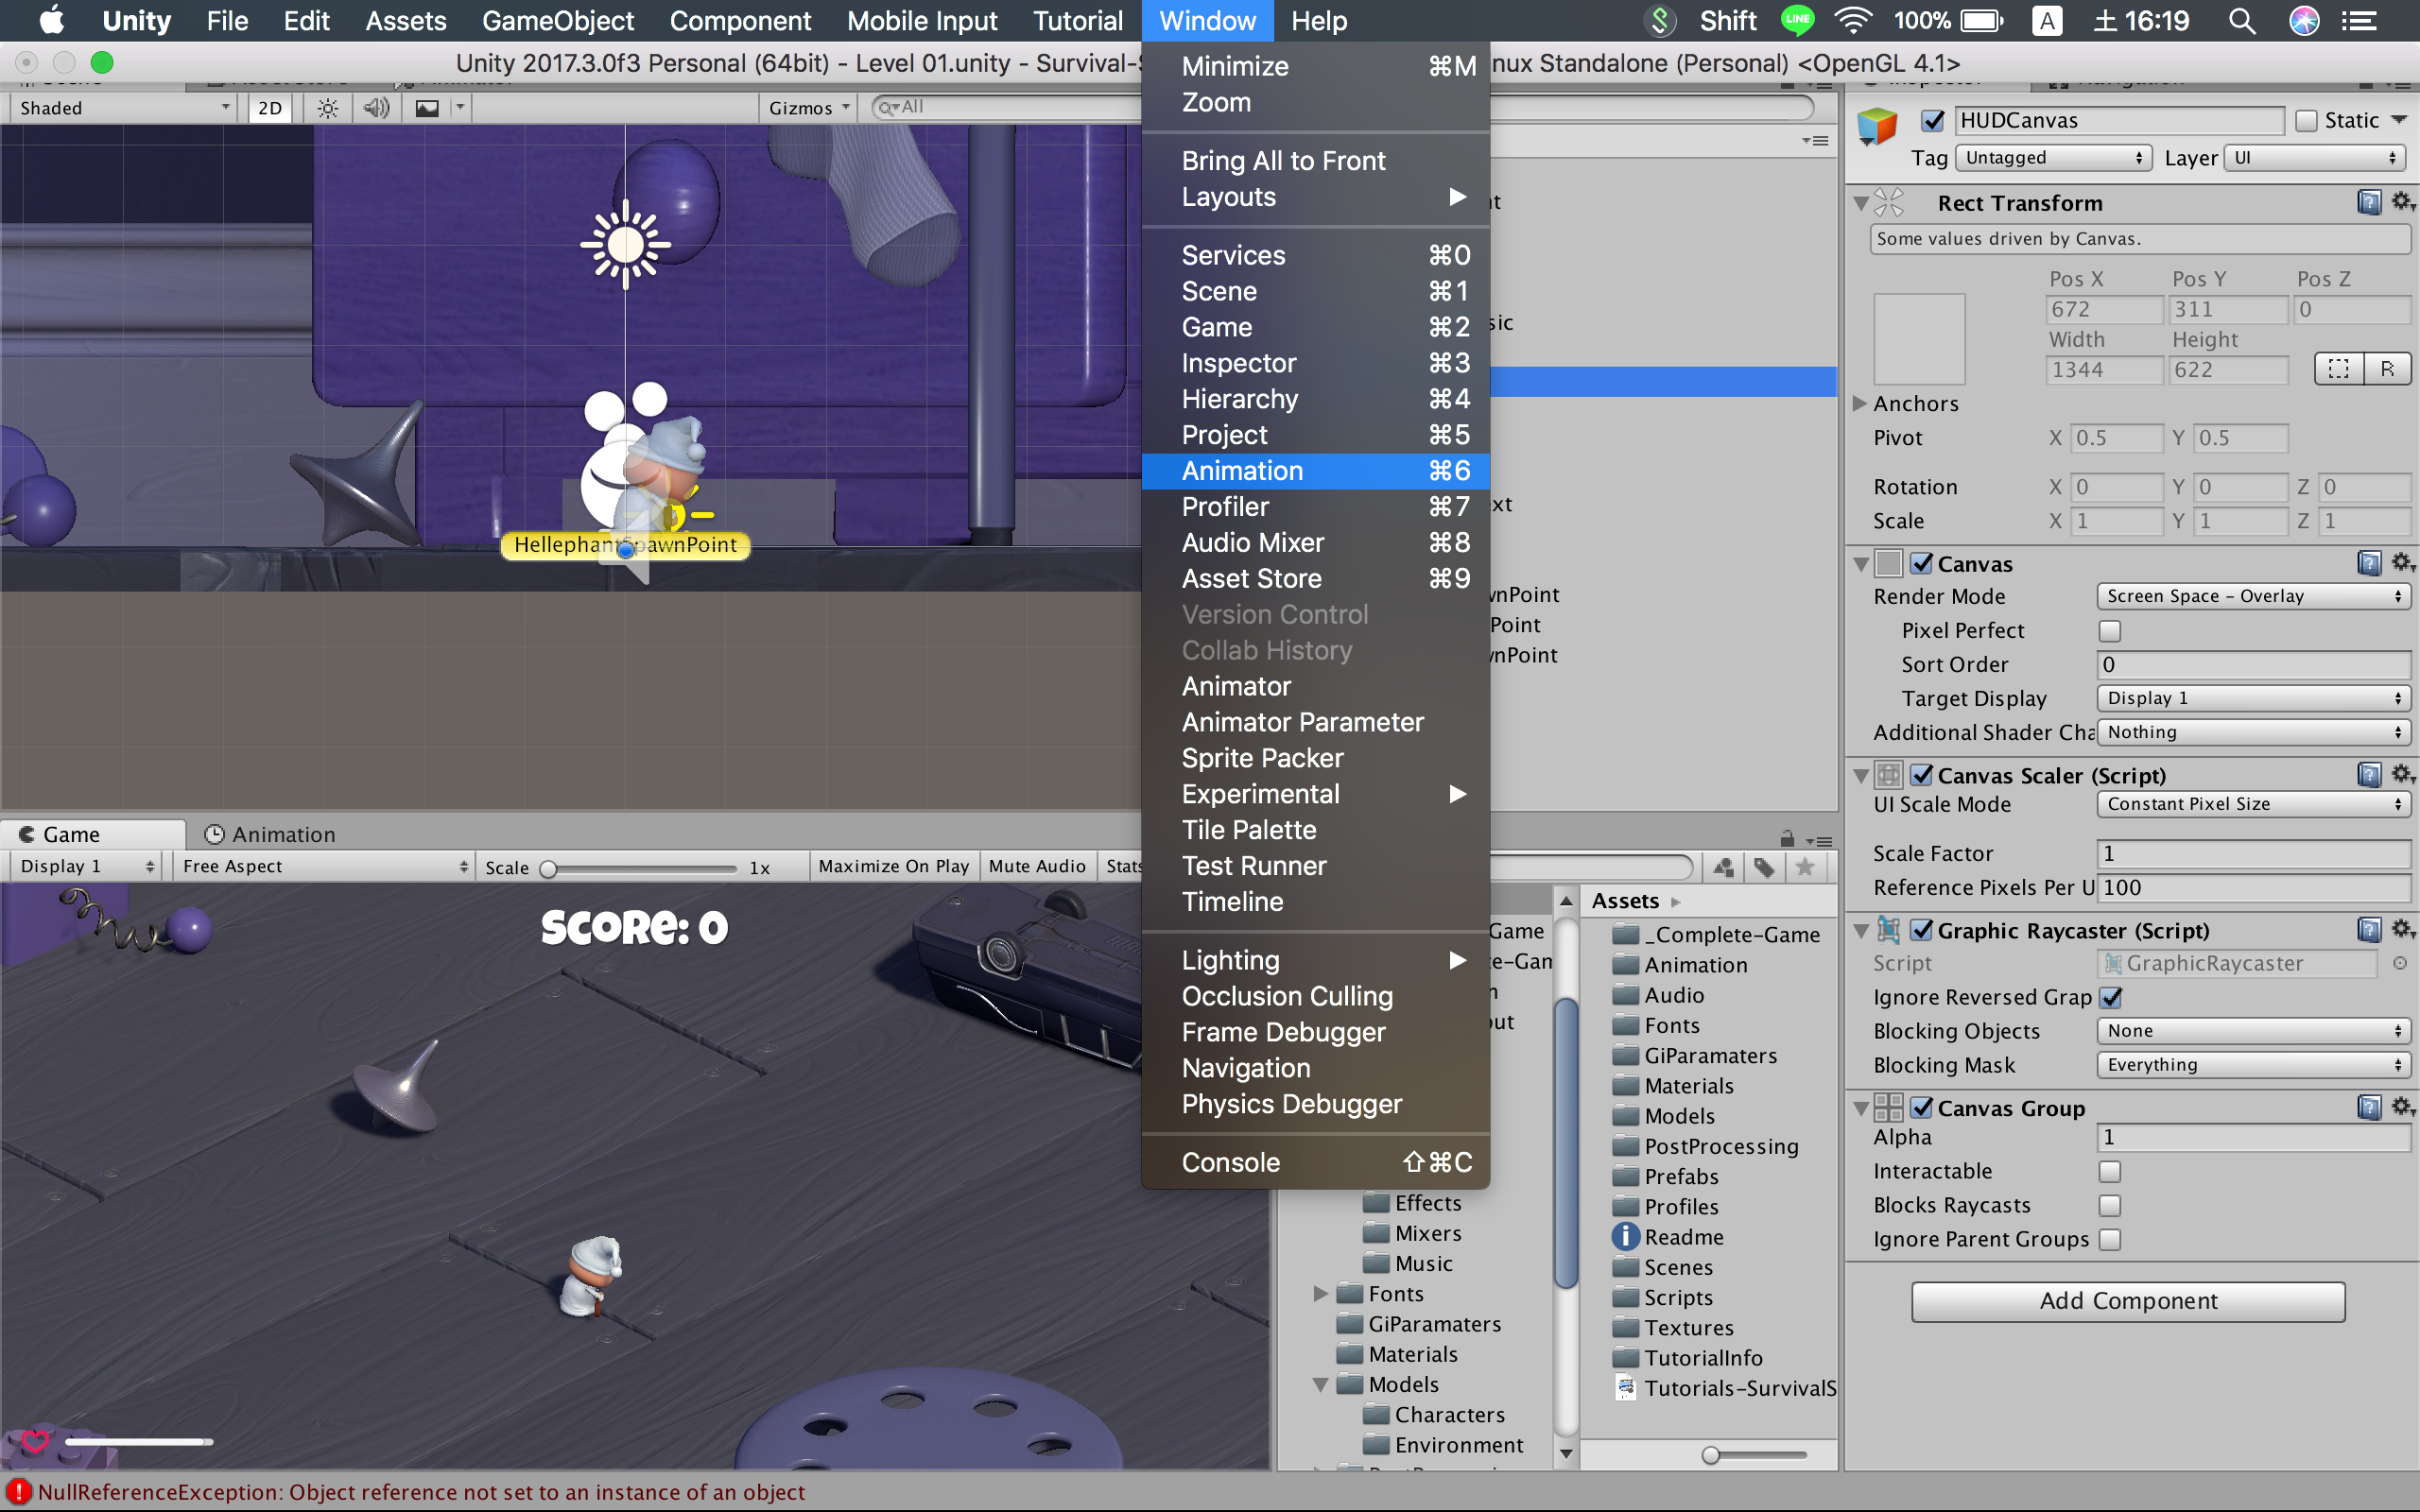 Unity File Edit Assets GameObject Component Mobile Input Tutorial Window Help
Shift LINE 100% A 土 16:19
Unity 2017.3.0f3 Personal (64bit) - Level 01.unity - Survival-S
nux Standalone (Personal) <OpenGL 4.1>
Shaded 2D Gizmos All
HellephantSpawnPoint
Minimize ⌘M
Zoom
Bring All to Front
Layouts
Services ⌘0
Scene ⌘1
Game ⌘2
Inspector ⌘3
Hierarchy ⌘4
Project ⌘5
Animation ⌘6
Profiler ⌘7
Audio Mixer ⌘8
Asset Store ⌘9
Version Control
Collab History
Animator
Animator Parameter
Sprite Packer
Experimental
Tile Palette
Test Runner
Timeline
Lighting
Occlusion Culling
Frame Debugger
Navigation
Physics Debugger
Console ⇧⌘C
sic
ext
wnPoint
Point
wnPoint
Game Animation
Display 1 Free Aspect Scale 1x Maximize On Play Mute Audio Stats
SCORE: 0
Game
te-Gam
Effects
Mixers
Music
Fonts
GiParamaters
Materials
Models
Characters
Environment
Assets
_Complete-Game
Animation
Audio
Fonts
GiParamaters
Materials
Models
PostProcessing
Prefabs
Profiles
Readme
Scenes
Scripts
Textures
TutorialInfo
Tutorials-SurvivalS
HUDCanvas Static
Tag Untagged Layer UI
Rect Transform
Some values driven by Canvas.
Pos X Pos Y Pos Z
672 311 0
Width Height
1344 622 R
Anchors
Pivot X 0.5 Y 0.5
Rotation X 0 Y 0 Z 0
Scale X 1 Y 1 Z 1
Canvas
Render Mode Screen Space - Overlay
Pixel Perfect
Sort Order 0
Target Display Display 1
Additional Shader Cha Nothing
Canvas Scaler (Script)
UI Scale Mode Constant Pixel Size
Scale Factor 1
Reference Pixels Per U 100
Graphic Raycaster (Script)
Script GraphicRaycaster
Ignore Reversed Grap
Blocking Objects None
Blocking Mask Everything
Canvas Group
Alpha 1
Interactable
Blocks Raycasts
Ignore Parent Groups
Add Component
NullReferenceException: Object reference not set to an instance of an object